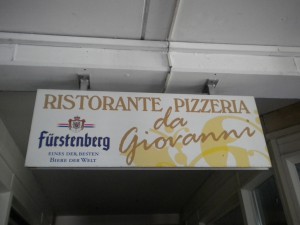 RISTORANTE PIZZERIA
da
Giovanni
Fürstenberg
EINES DER BESTEN
BIERE DER WELT